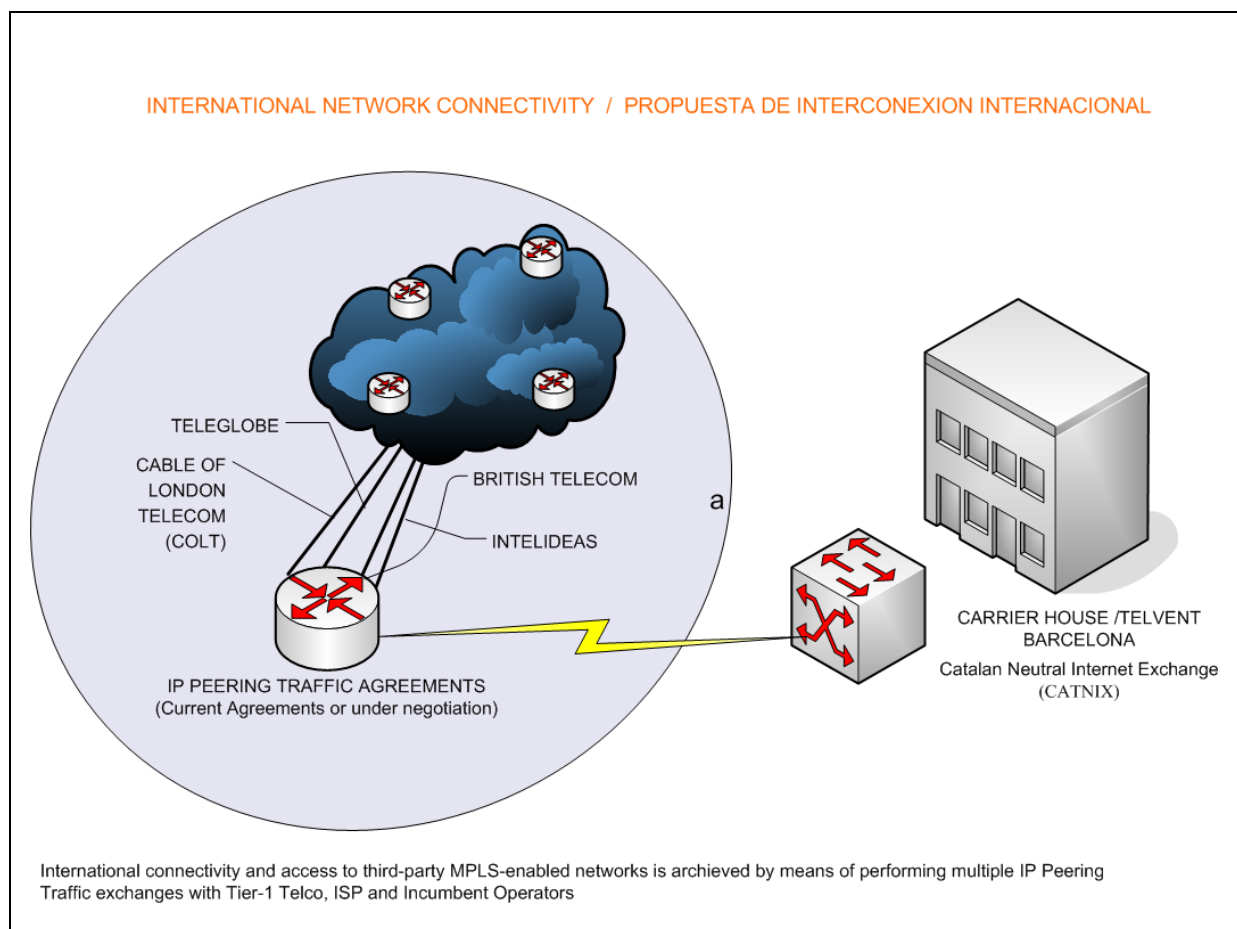 INTERNATIONAL NETWORK CONNECTIVITY / PROPUESTA DE INTERCONEXION INTERNACIONAL
TELEGLOBE
CABLE OF
LONDON
TELECOM
(COLT)
BRITISH TELECOM
INTELIDEAS
a
IP PEERING TRAFFIC AGREEMENTS
(Current Agreements or under negotiation)
CARRIER HOUSE /TELVENT
BARCELONA
Catalan Neutral Internet Exchange
(CATNIX)
International connectivity and access to third-party MPLS-enabled networks is archieved by means of performing multiple IP Peering
Traffic exchanges with Tier-1 Telco, ISP and Incumbent Operators